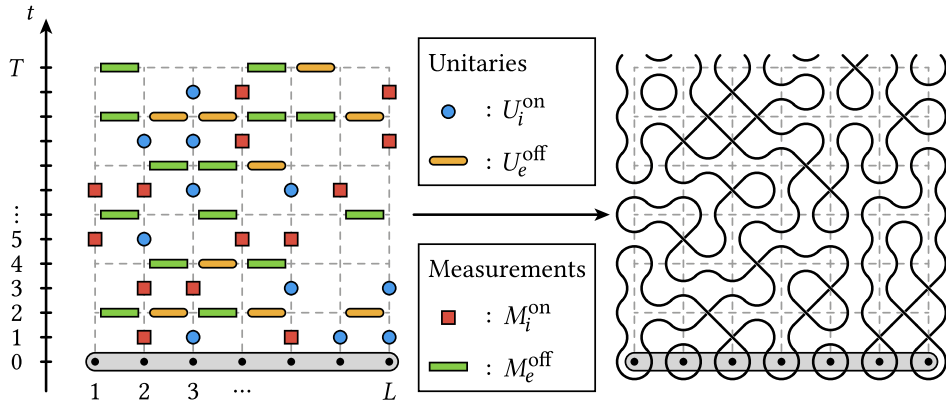 t
T
⋮
5
4
3
2
1
0
1 2 3 ... L
Unitaries
: U_i^on
: U_e^off
Measurements
: M_i^on
: M_e^off